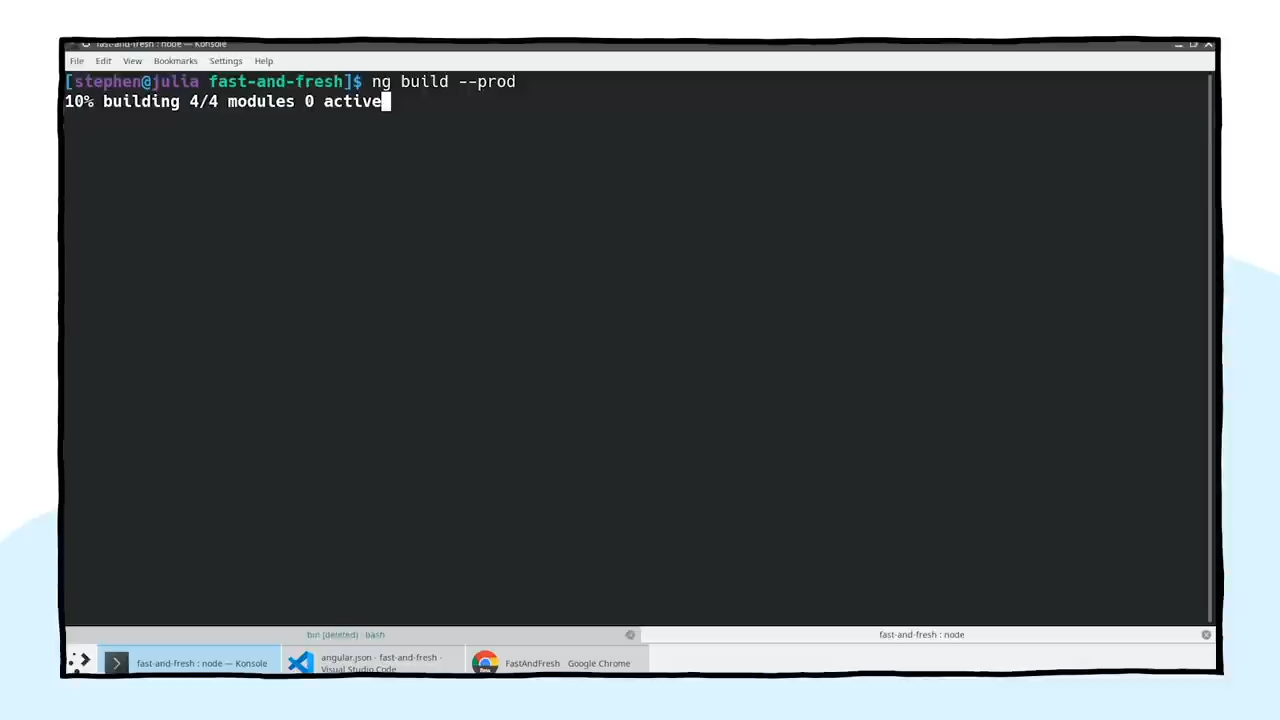 fast-and-fresh : node — Konsole
File Edit View Bookmarks Settings Help
[stephen@julia fast-and-fresh]$ ng build --prod
10% building 4/4 modules 0 active
bin [deleted] : bash
fast-and-fresh : node
fast-and-fresh : node — Konsole
angular.json - fast-and-fresh -
Visual Studio Code
FastAndFresh - Google Chrome